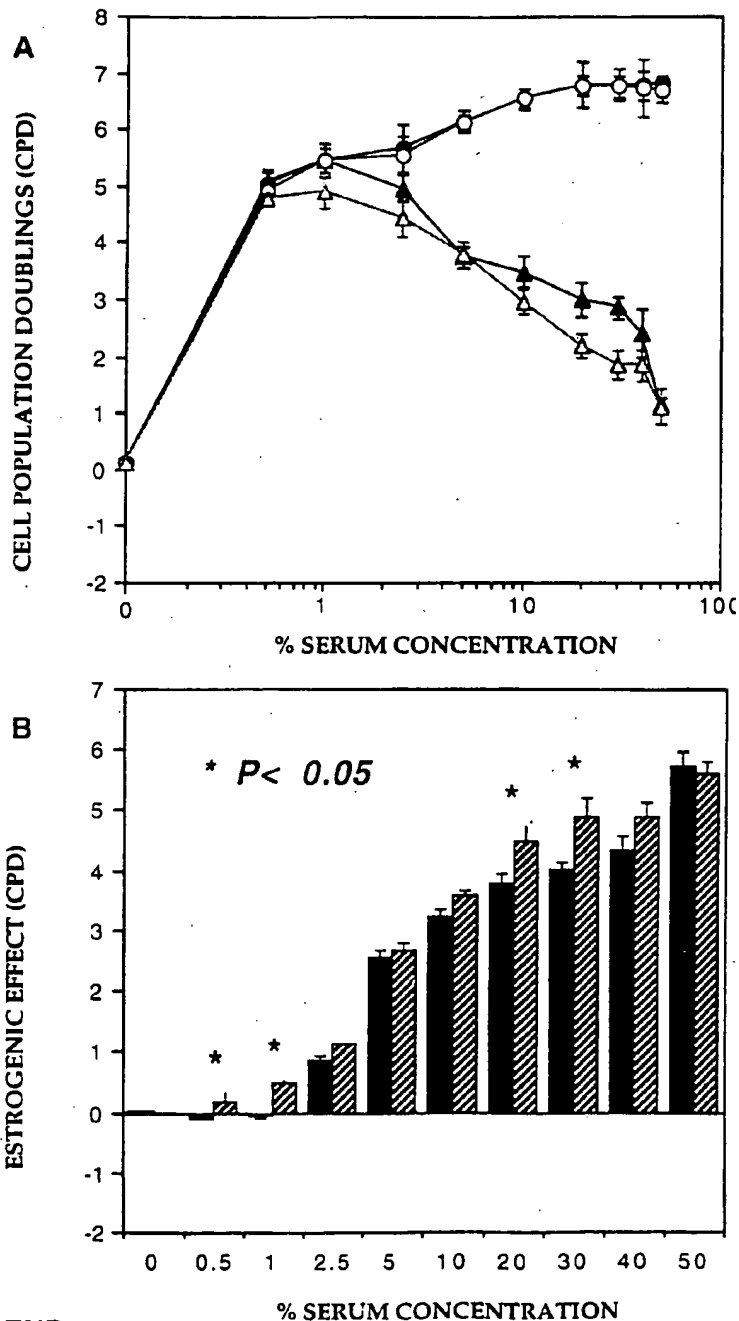 A
CELL POPULATION DOUBLINGS (CPD)
8
7
6
5
4
3
2
1
0
-1
-2
0 1 10 100
% SERUM CONCENTRATION
B
ESTROGENIC EFFECT (CPD)
7
6
5
4
3
2
1
0
-1
-2
* P< 0.05
*
*
*
*
0 0.5 1 2.5 5 10 20 30 40 50
% SERUM CONCENTRATION